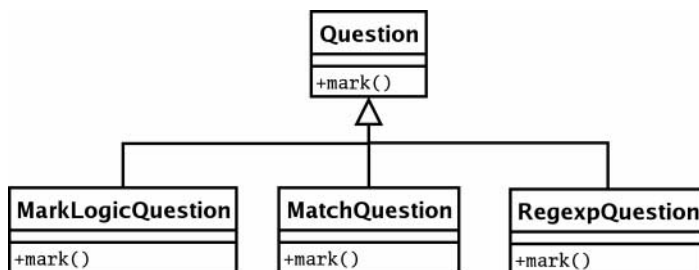 Question
+mark()
MarkLogicQuestion
MatchQuestion
RegexpQuestion
+mark()
+mark()
+mark()